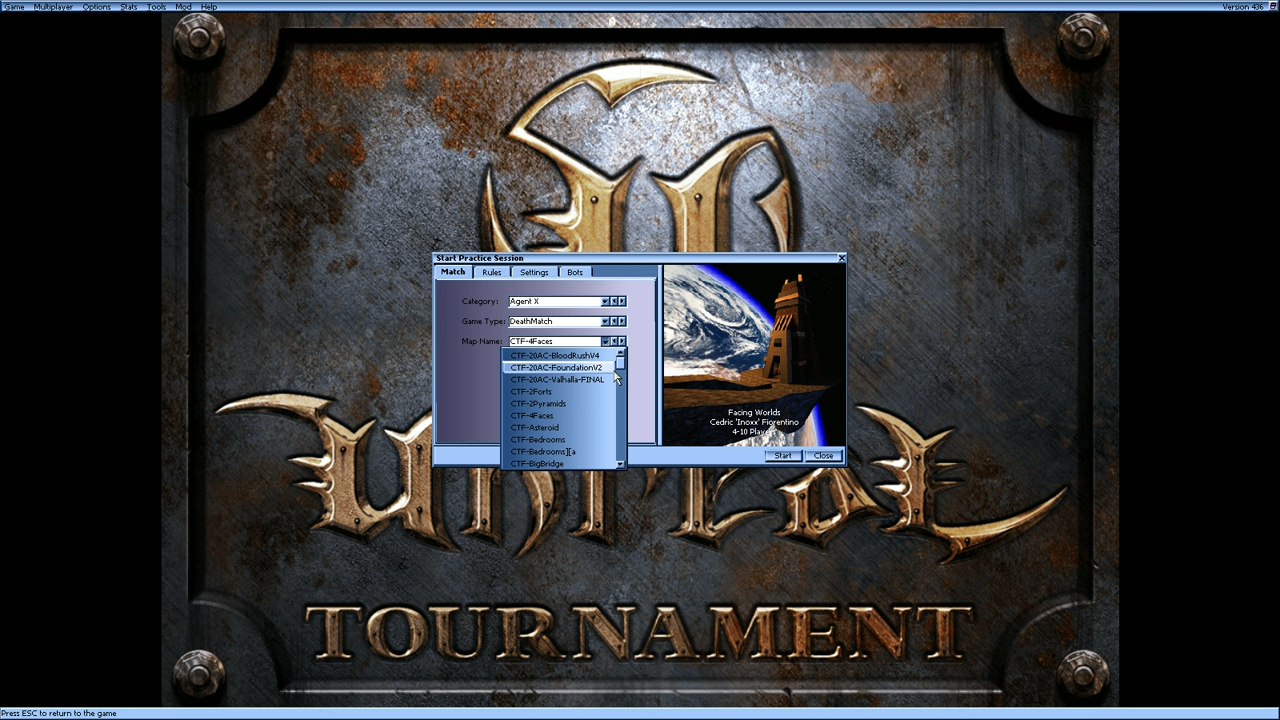 Game Multiplayer Options Stats Tools Mod Help Version 436
Start Practice Session
Match Rules Settings Bots
Category: Agent X
Game Type: DeathMatch
Map Name: CTF-4Faces
CTF-20AC-BloodRushV4
CTF-20AC-FoundationV2
CTF-20AC-Valhalla-FINAL
CTF-2Forts
CTF-2Pyramids
CTF-4Faces
CTF-Asteroid
CTF-Bedrooms
CTF-BigBridge
Facing Worlds
Cedric 'Inoxx' Fiorentino
4-10 Players
Start Close
UNREAL
TOURNAMENT
Press ESC to return to the game